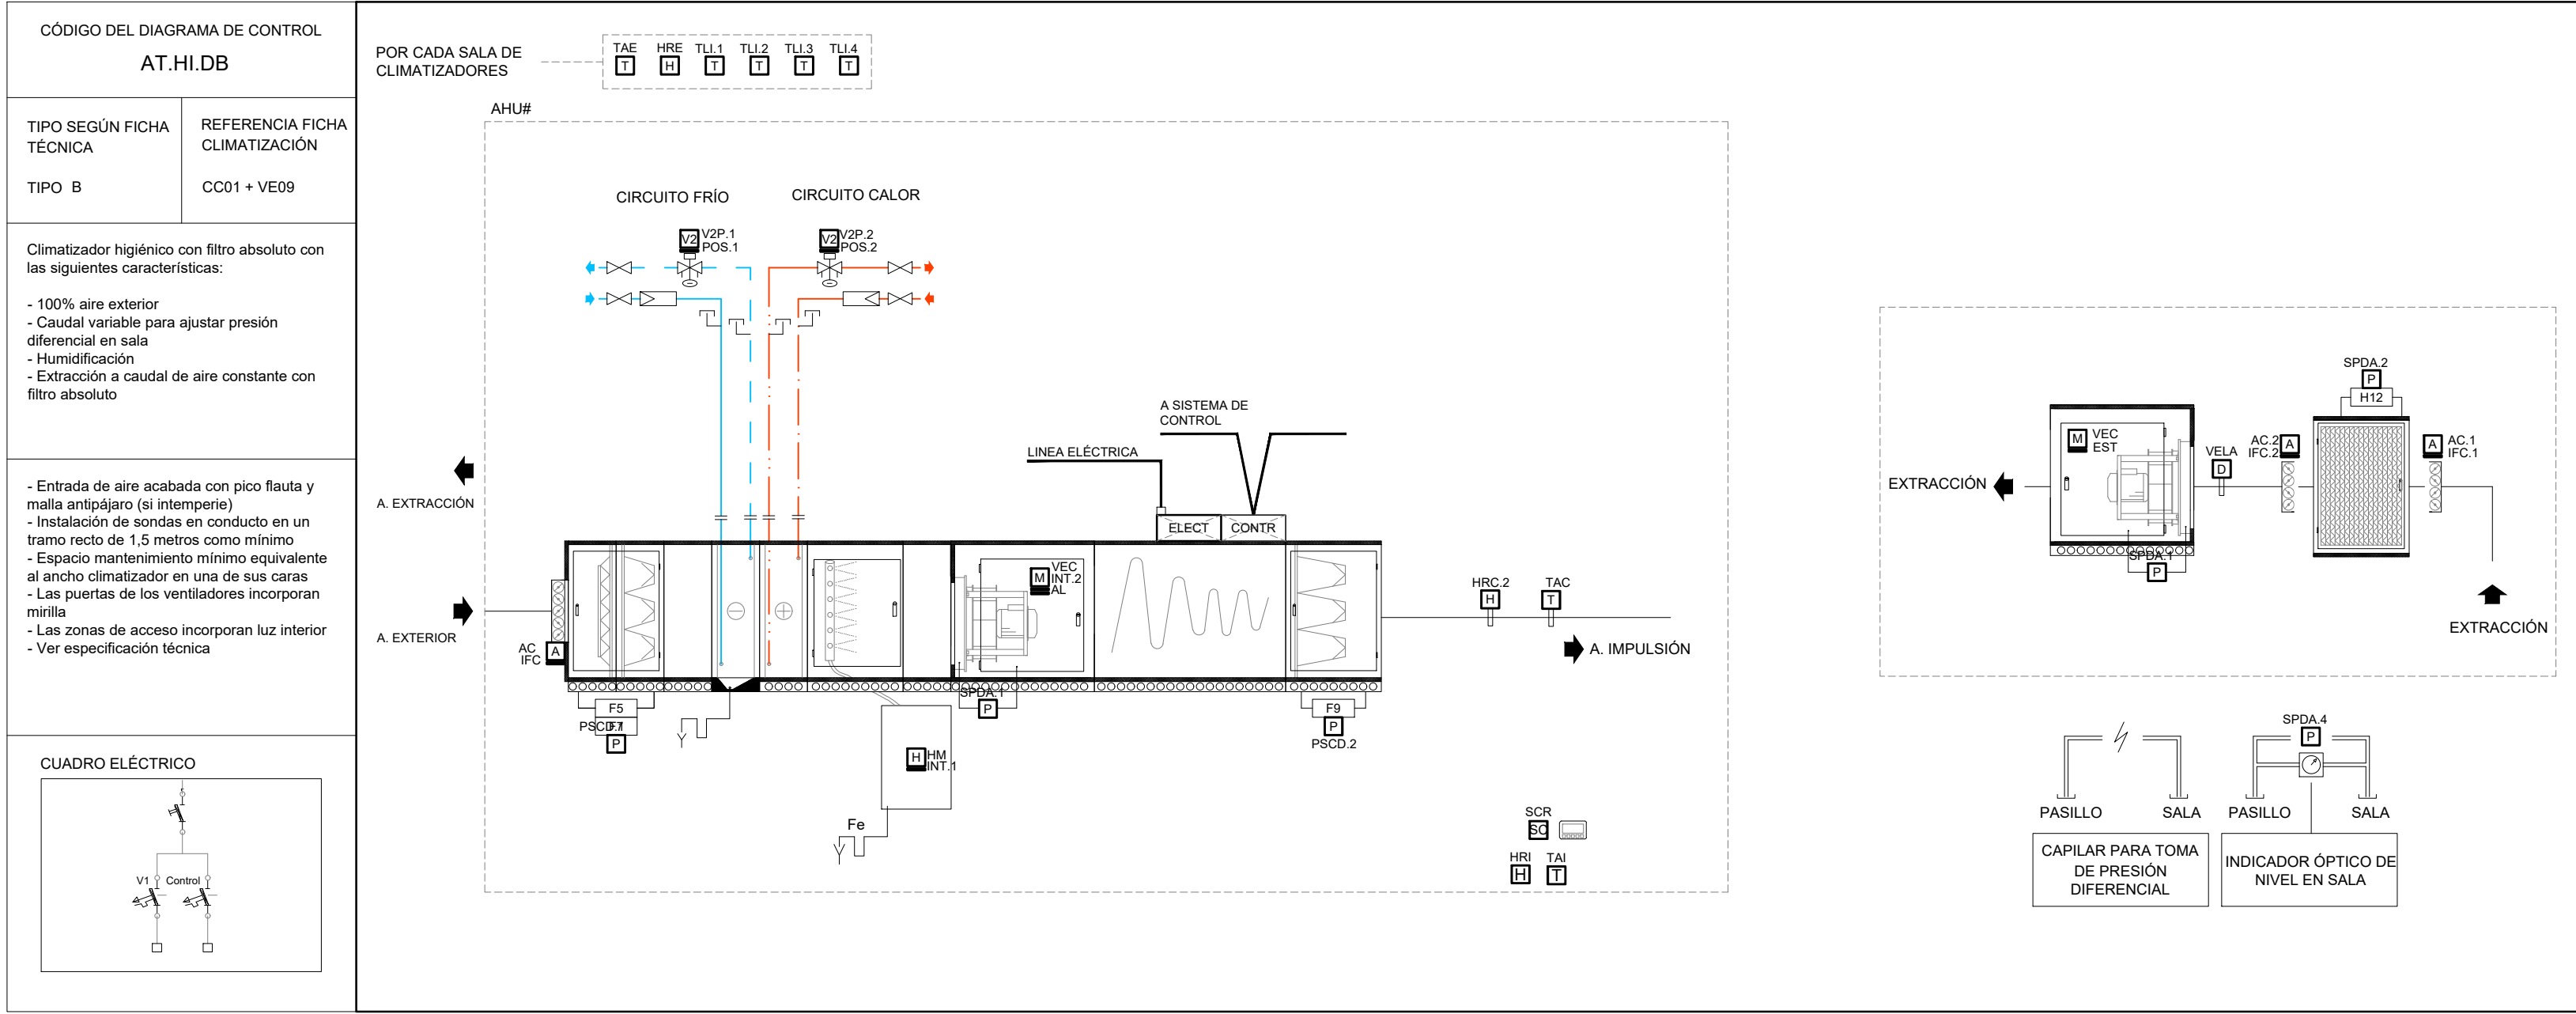 CÓDIGO DEL DIAGRAMA DE CONTROL
AT.HI.DB
TIPO SEGÚN FICHA
TÉCNICA
TIPO B
REFERENCIA FICHA
CLIMATIZACIÓN
CC01 + VE09
Climatizador higiénico con filtro absoluto con
las siguientes características:
- 100% aire exterior
- Caudal variable para ajustar presión
diferencial en sala
- Humidificación
- Extracción a caudal de aire constante con
filtro absoluto
- Entrada de aire acabada con pico flauta y
malla antipájaro (si intemperie)
- Instalación de sondas en conducto en un
tramo recto de 1,5 metros como mínimo
- Espacio mantenimiento mínimo equivalente
al ancho climatizador en una de sus caras
- Las puertas de los ventiladores incorporan
mirilla
- Las zonas de acceso incorporan luz interior
- Ver especificación técnica
CUADRO ELÉCTRICO
V1 Control
POR CADA SALA DE
CLIMATIZADORES
TAE HRE TLI.1 TLI.2 TLI.3 TLI.4
T H T T T T
AHU#
CIRCUITO FRÍO
CIRCUITO CALOR
V2 V2P.1
POS.1
V2 V2P.2
POS.2
A SISTEMA DE
CONTROL
LINEA ELÉCTRICA
ELECT CONTR
A. EXTRACCIÓN
A. EXTERIOR
AC
IFC
A
M VEC
INT.2
AL
HRC.2
H
TAC
T
A. IMPULSIÓN
F5
F7
PSCD.1
P
SPDA.1
P
F9
P
PSCD.2
H HM
INT.1
Fe
SCR
SC
HRI TAI
H T
SPDA.2
P
H12
M VEC
EST
VELA
D
AC.2
IFC.2
A
A AC.1
IFC.1
EXTRACCIÓN
SPDA.1
P
EXTRACCIÓN
PASILLO SALA
CAPILAR PARA TOMA
DE PRESIÓN
DIFERENCIAL
SPDA.4
P
PASILLO SALA
INDICADOR ÓPTICO DE
NIVEL EN SALA